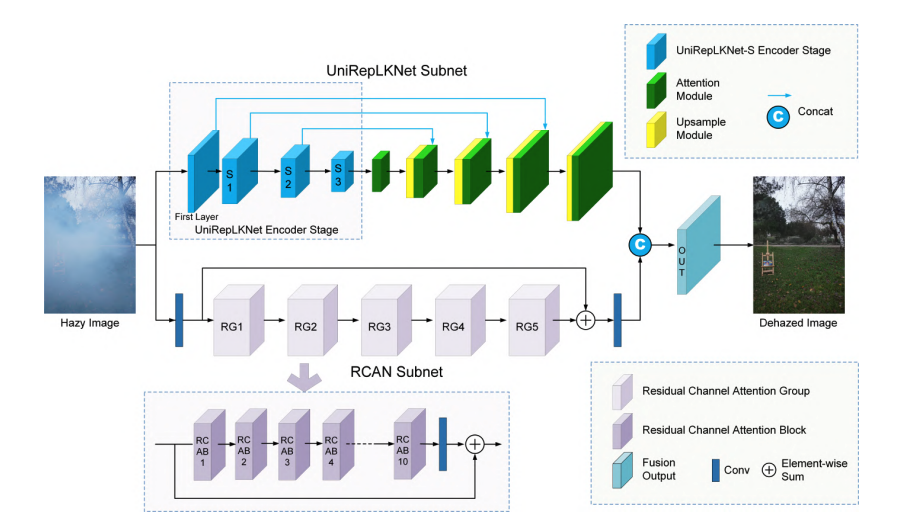 UniRepLKNet Subnet
UniRepLKNet-S Encoder Stage
Attention
Module
Upsample
Module
C
Concat
S
1
S
2
S
3
First Layer
UniRepLKNet Encoder Stage
C
OUT
Hazy Image
RG1
RG2
RG3
RG4
RG5
Dehazed Image
RCAN Subnet
RC
AB
1
RC
AB
2
RC
AB
3
RC
AB
4
RC
AB
10
Residual Channel Attention Group
Residual Channel Attention Block
Fusion
Output
Conv
Element-wise
Sum